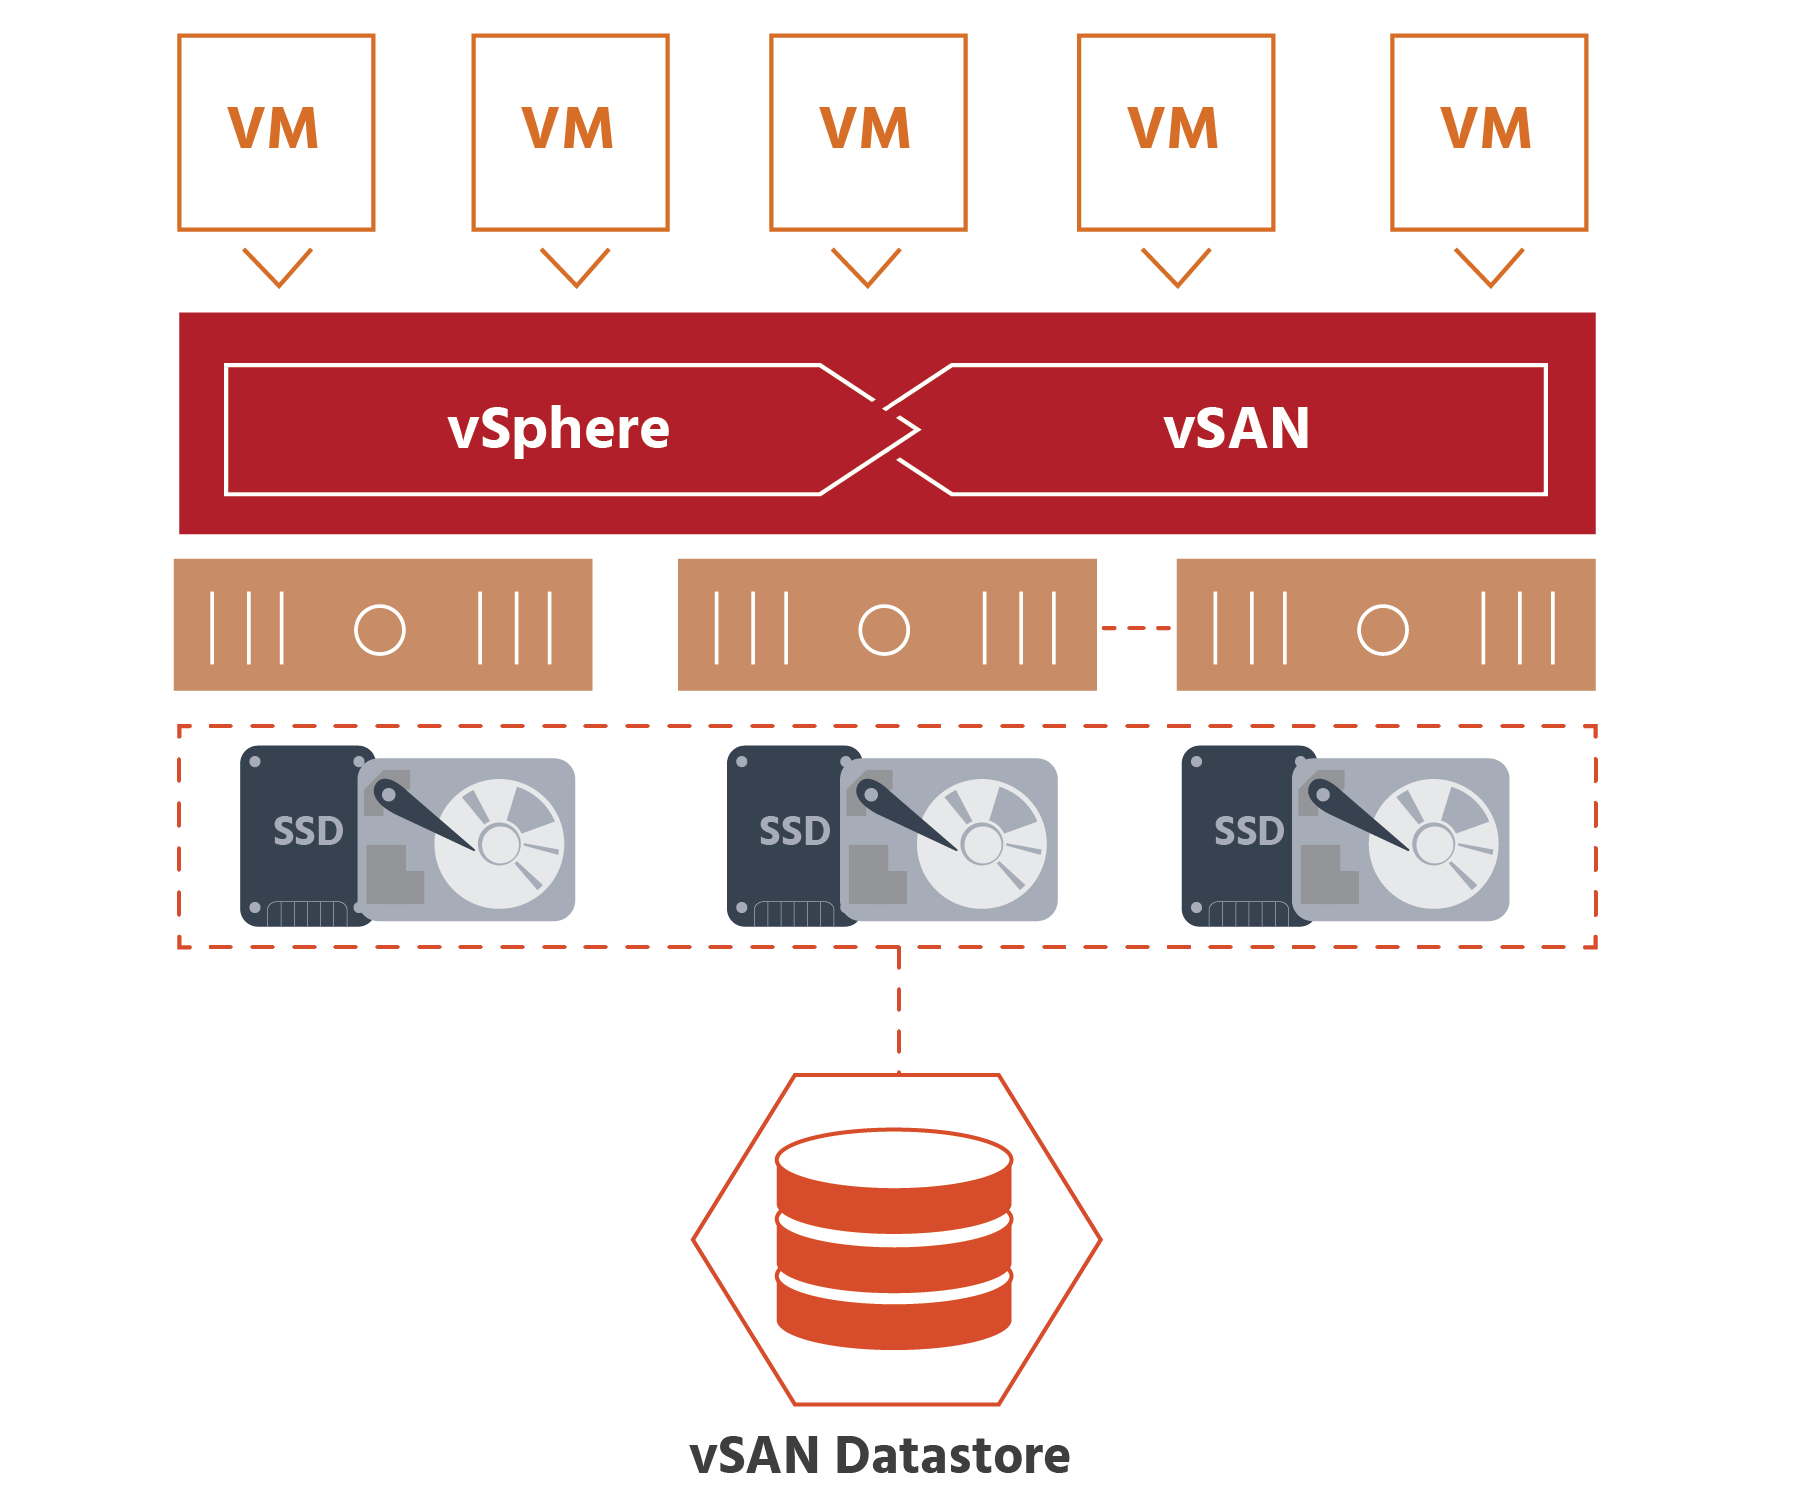 VM VM VM VM VM
vSphere vSAN
SSD SSD SSD
vSAN Datastore